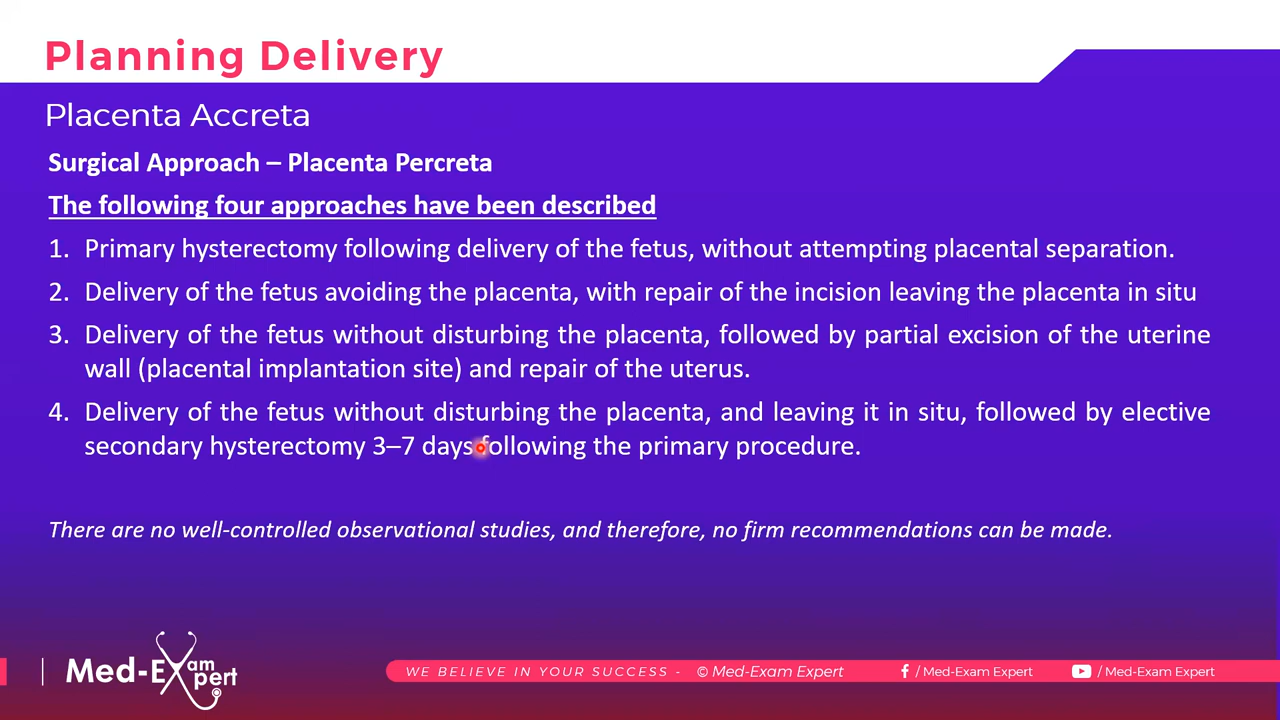 Planning Delivery
Placenta Accreta
Surgical Approach – Placenta Percreta
The following four approaches have been described
1. Primary hysterectomy following delivery of the fetus, without attempting placental separation.
2. Delivery of the fetus avoiding the placenta, with repair of the incision leaving the placenta in situ
3. Delivery of the fetus without disturbing the placenta, followed by partial excision of the uterine
wall (placental implantation site) and repair of the uterus.
4. Delivery of the fetus without disturbing the placenta, and leaving it in situ, followed by elective
secondary hysterectomy 3–7 days following the primary procedure.
There are no well-controlled observational studies, and therefore, no firm recommendations can be made.
Med-Exam Expert
WE BELIEVE IN YOUR SUCCESS - © Med-Exam Expert
/ Med-Exam Expert
/ Med-Exam Expert